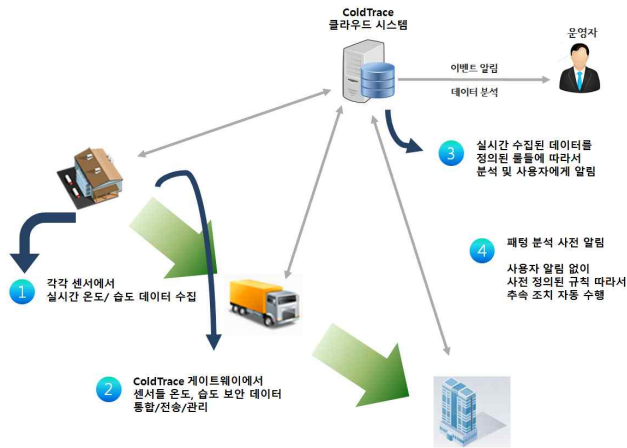 ColdTrace
클라우드 시스템
운영자
이벤트 알림
데이터 분석
3
실시간 수집된 데이터를
정의된 룰들에 따라서
분석 및 사용자에게 알림
4
패텅 분석 사전 알림
사용자 알림 없이
사전 정의된 규칙 따라서
추속 조치 자동 수행
1
각각 센서에서
실시간 온도/ 습도 데이터 수집
2
ColdTrace 게이트웨이에서
센서들 온도, 습도 보안 데이터
통합/전송/관리